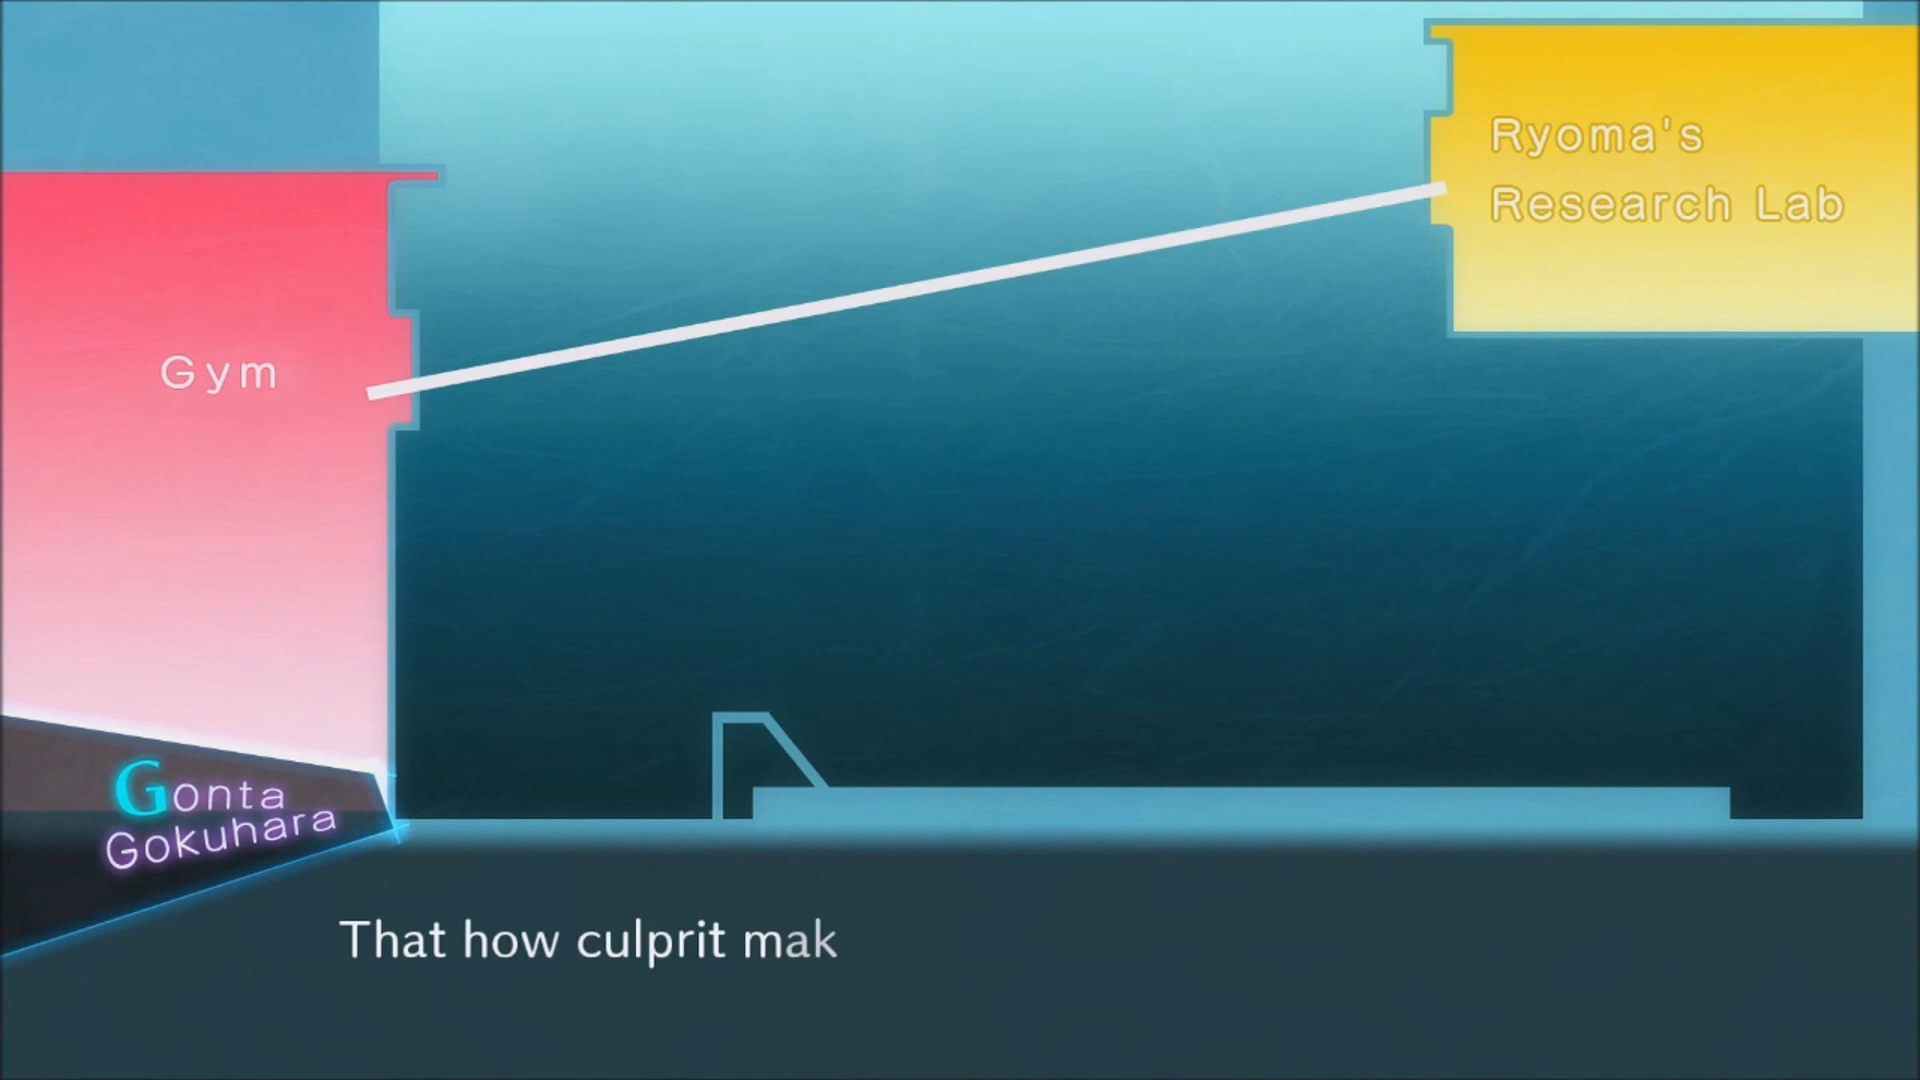 Ryoma's
Research Lab
Gym
Gonta
Gokuhara
That how culprit mak